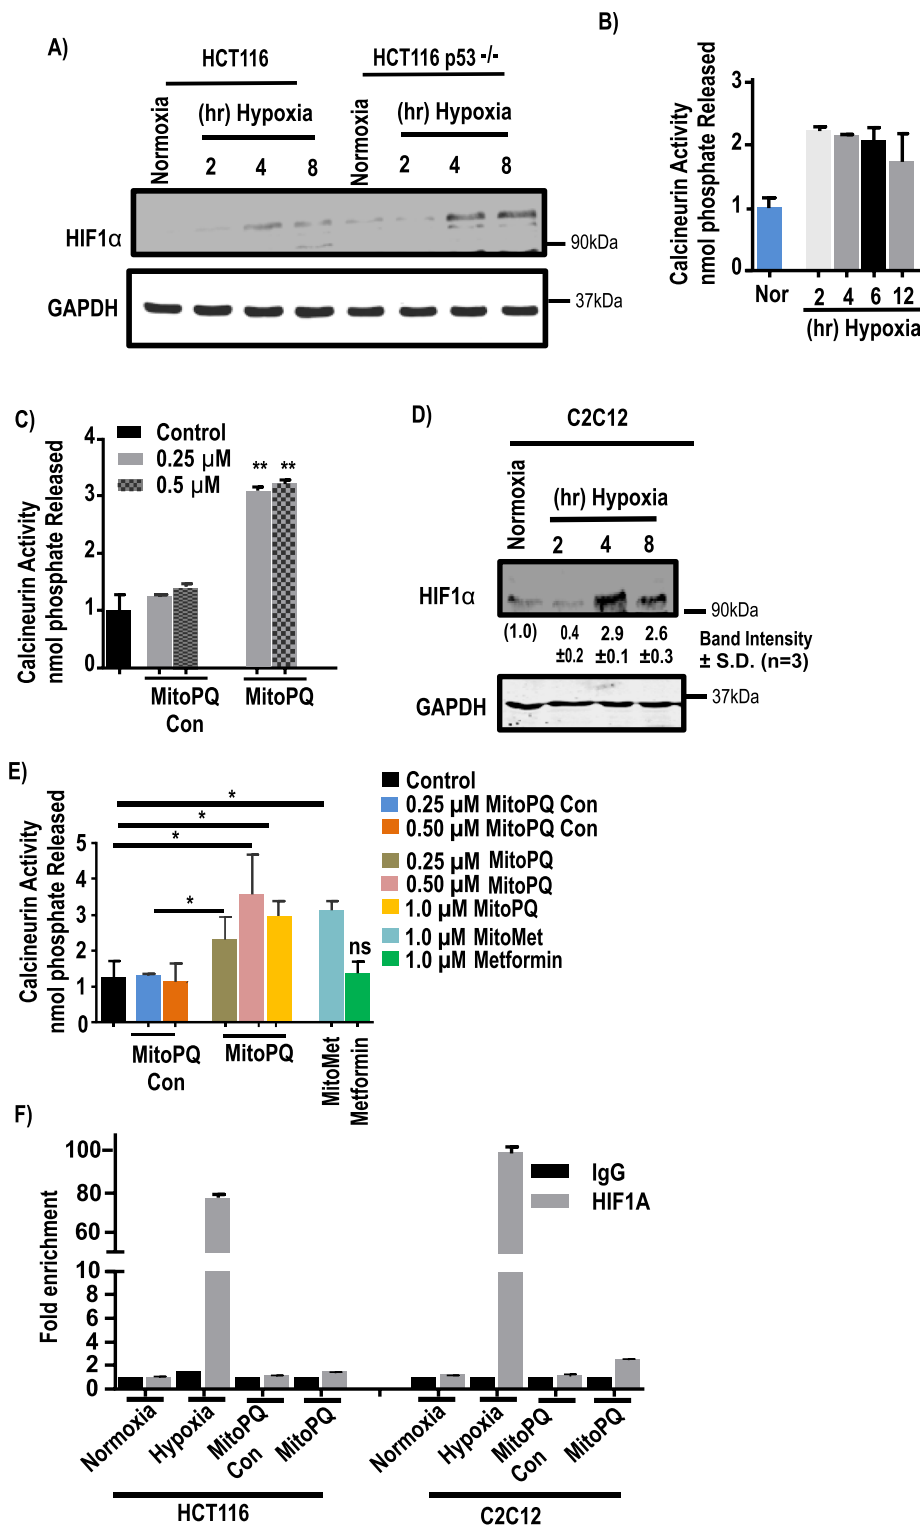 A)
HCT116
HCT116 p53 -/-
Normoxia
(hr) Hypoxia
2 4 8
Normoxia
(hr) Hypoxia
2 4 8
HIF1α
90kDa
GAPDH
37kDa
B)
Calcineurin Activity
nmol phosphate Released
3
2
1
0
Nor
2 4 6 12
(hr) Hypoxia
C)
Calcineurin Activity
nmol phosphate Released
4
3
2
1
0
Control
0.25 µM
0.5 µM
** **
MitoPQ
Con
MitoPQ
D)
C2C12
Normoxia
(hr) Hypoxia
2 4 8
HIF1α
90kDa
(1.0) 0.4 2.9 2.6 Band Intensity
±0.2 ±0.1 ±0.3 ± S.D. (n=3)
GAPDH
37kDa
E)
Calcineurin Activity
nmol phosphate Released
5
4
3
2
1
0
*
*
*
*
ns
Control
0.25 µM MitoPQ Con
0.50 µM MitoPQ Con
0.25 µM MitoPQ
0.50 µM MitoPQ
1.0 µM MitoPQ
1.0 µM MitoMet
1.0 µM Metformin
MitoPQ
Con
MitoPQ
MitoMet
Metformin
F)
Fold enrichment
100
80
60
10
8
6
4
2
0
IgG
HIF1A
Normoxia
Hypoxia
MitoPQ
Con
MitoPQ
Normoxia
Hypoxia
MitoPQ
Con
MitoPQ
HCT116
C2C12